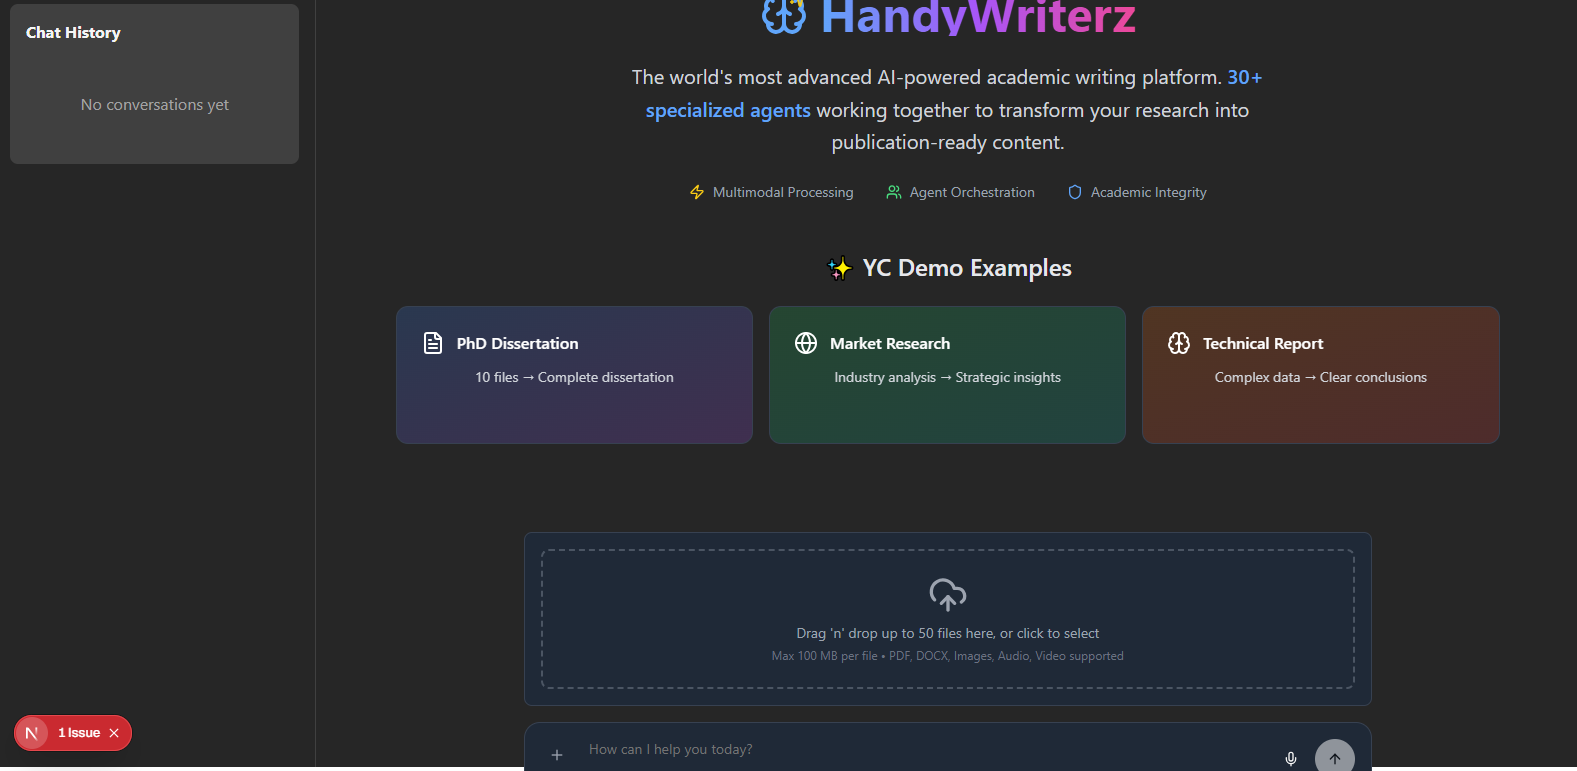 Chat History
No conversations yet
HandyWriterz
The world's most advanced AI-powered academic writing platform. 30+
specialized agents working together to transform your research into
publication-ready content.
Multimodal Processing
Agent Orchestration
Academic Integrity
✨ YC Demo Examples
PhD Dissertation
10 files → Complete dissertation
Market Research
Industry analysis → Strategic insights
Technical Report
Complex data → Clear conclusions
Drag 'n' drop up to 50 files here, or click to select
Max 100 MB per file • PDF, DOCX, Images, Audio, Video supported
How can I help you today?
N
1 Issue